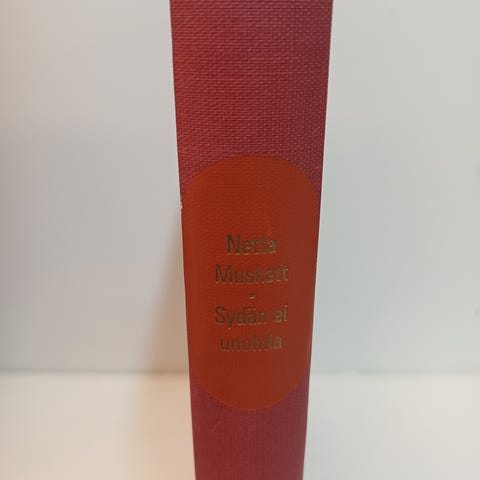 Netta
Muskett
·
Sydän ei
unohda